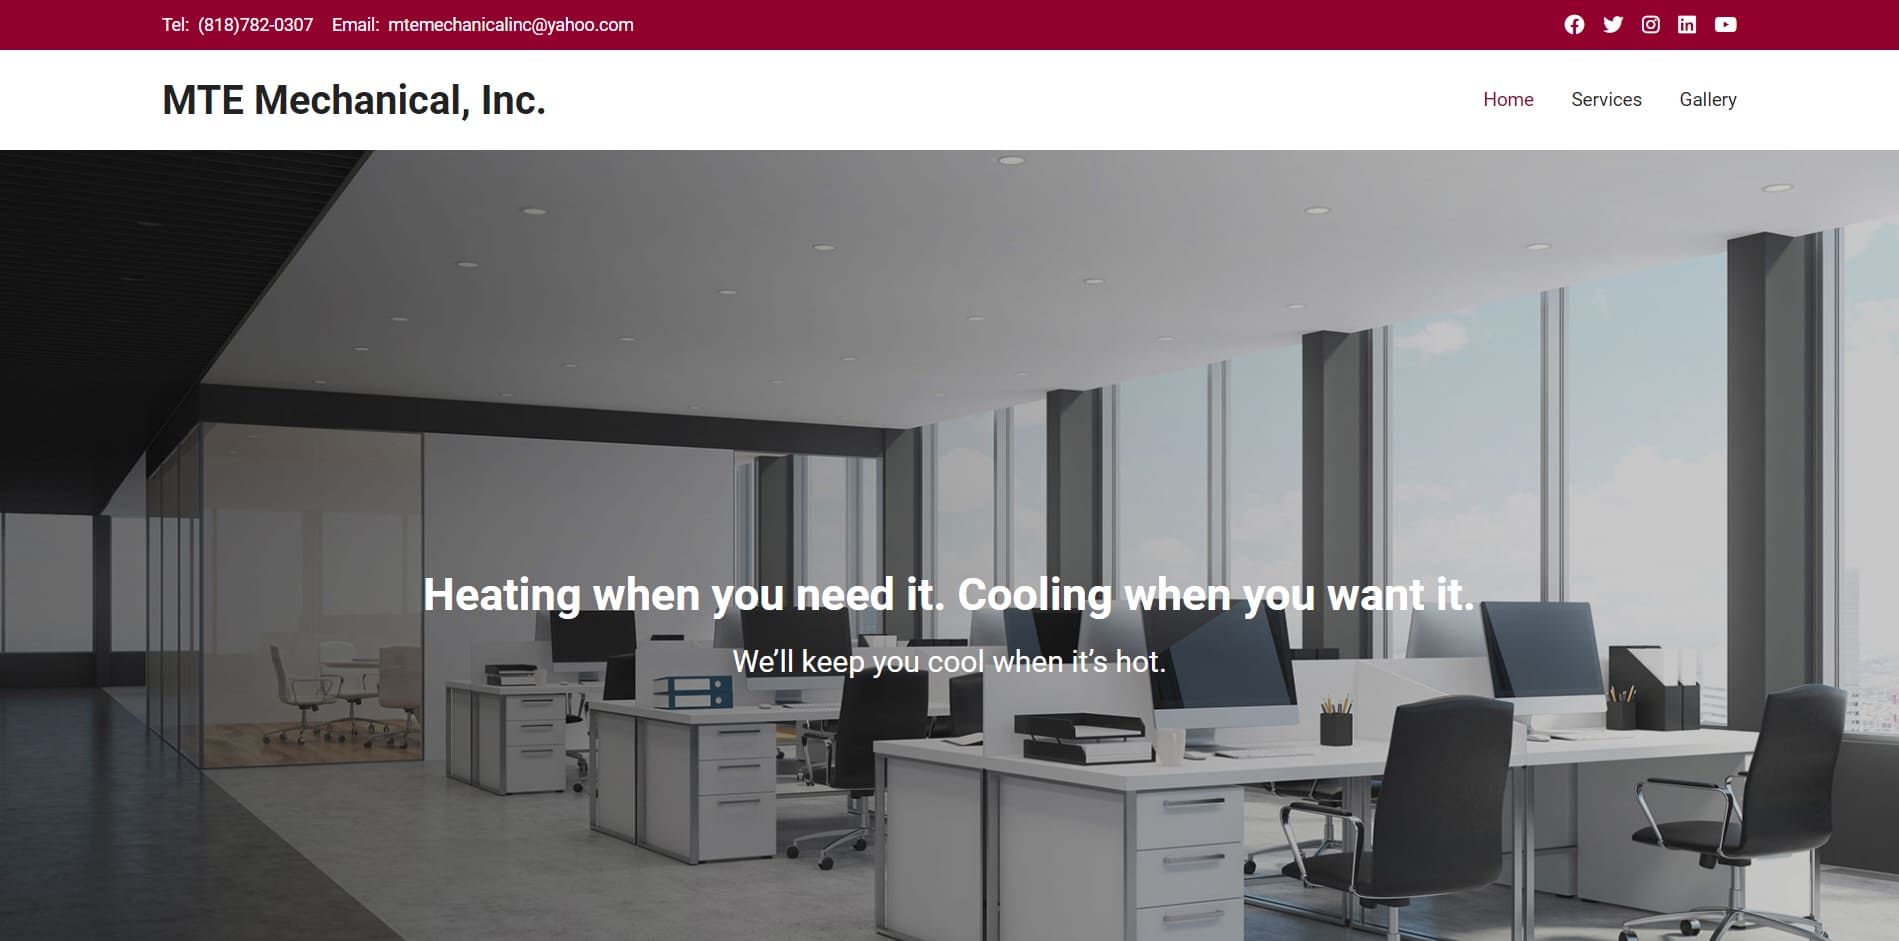 Tel: (818)782-0307 Email: mtemechanicalinc@yahoo.com
MTE Mechanical, Inc.
Home Services Gallery
Heating when you need it. Cooling when you want it.
We’ll keep you cool when it’s hot.